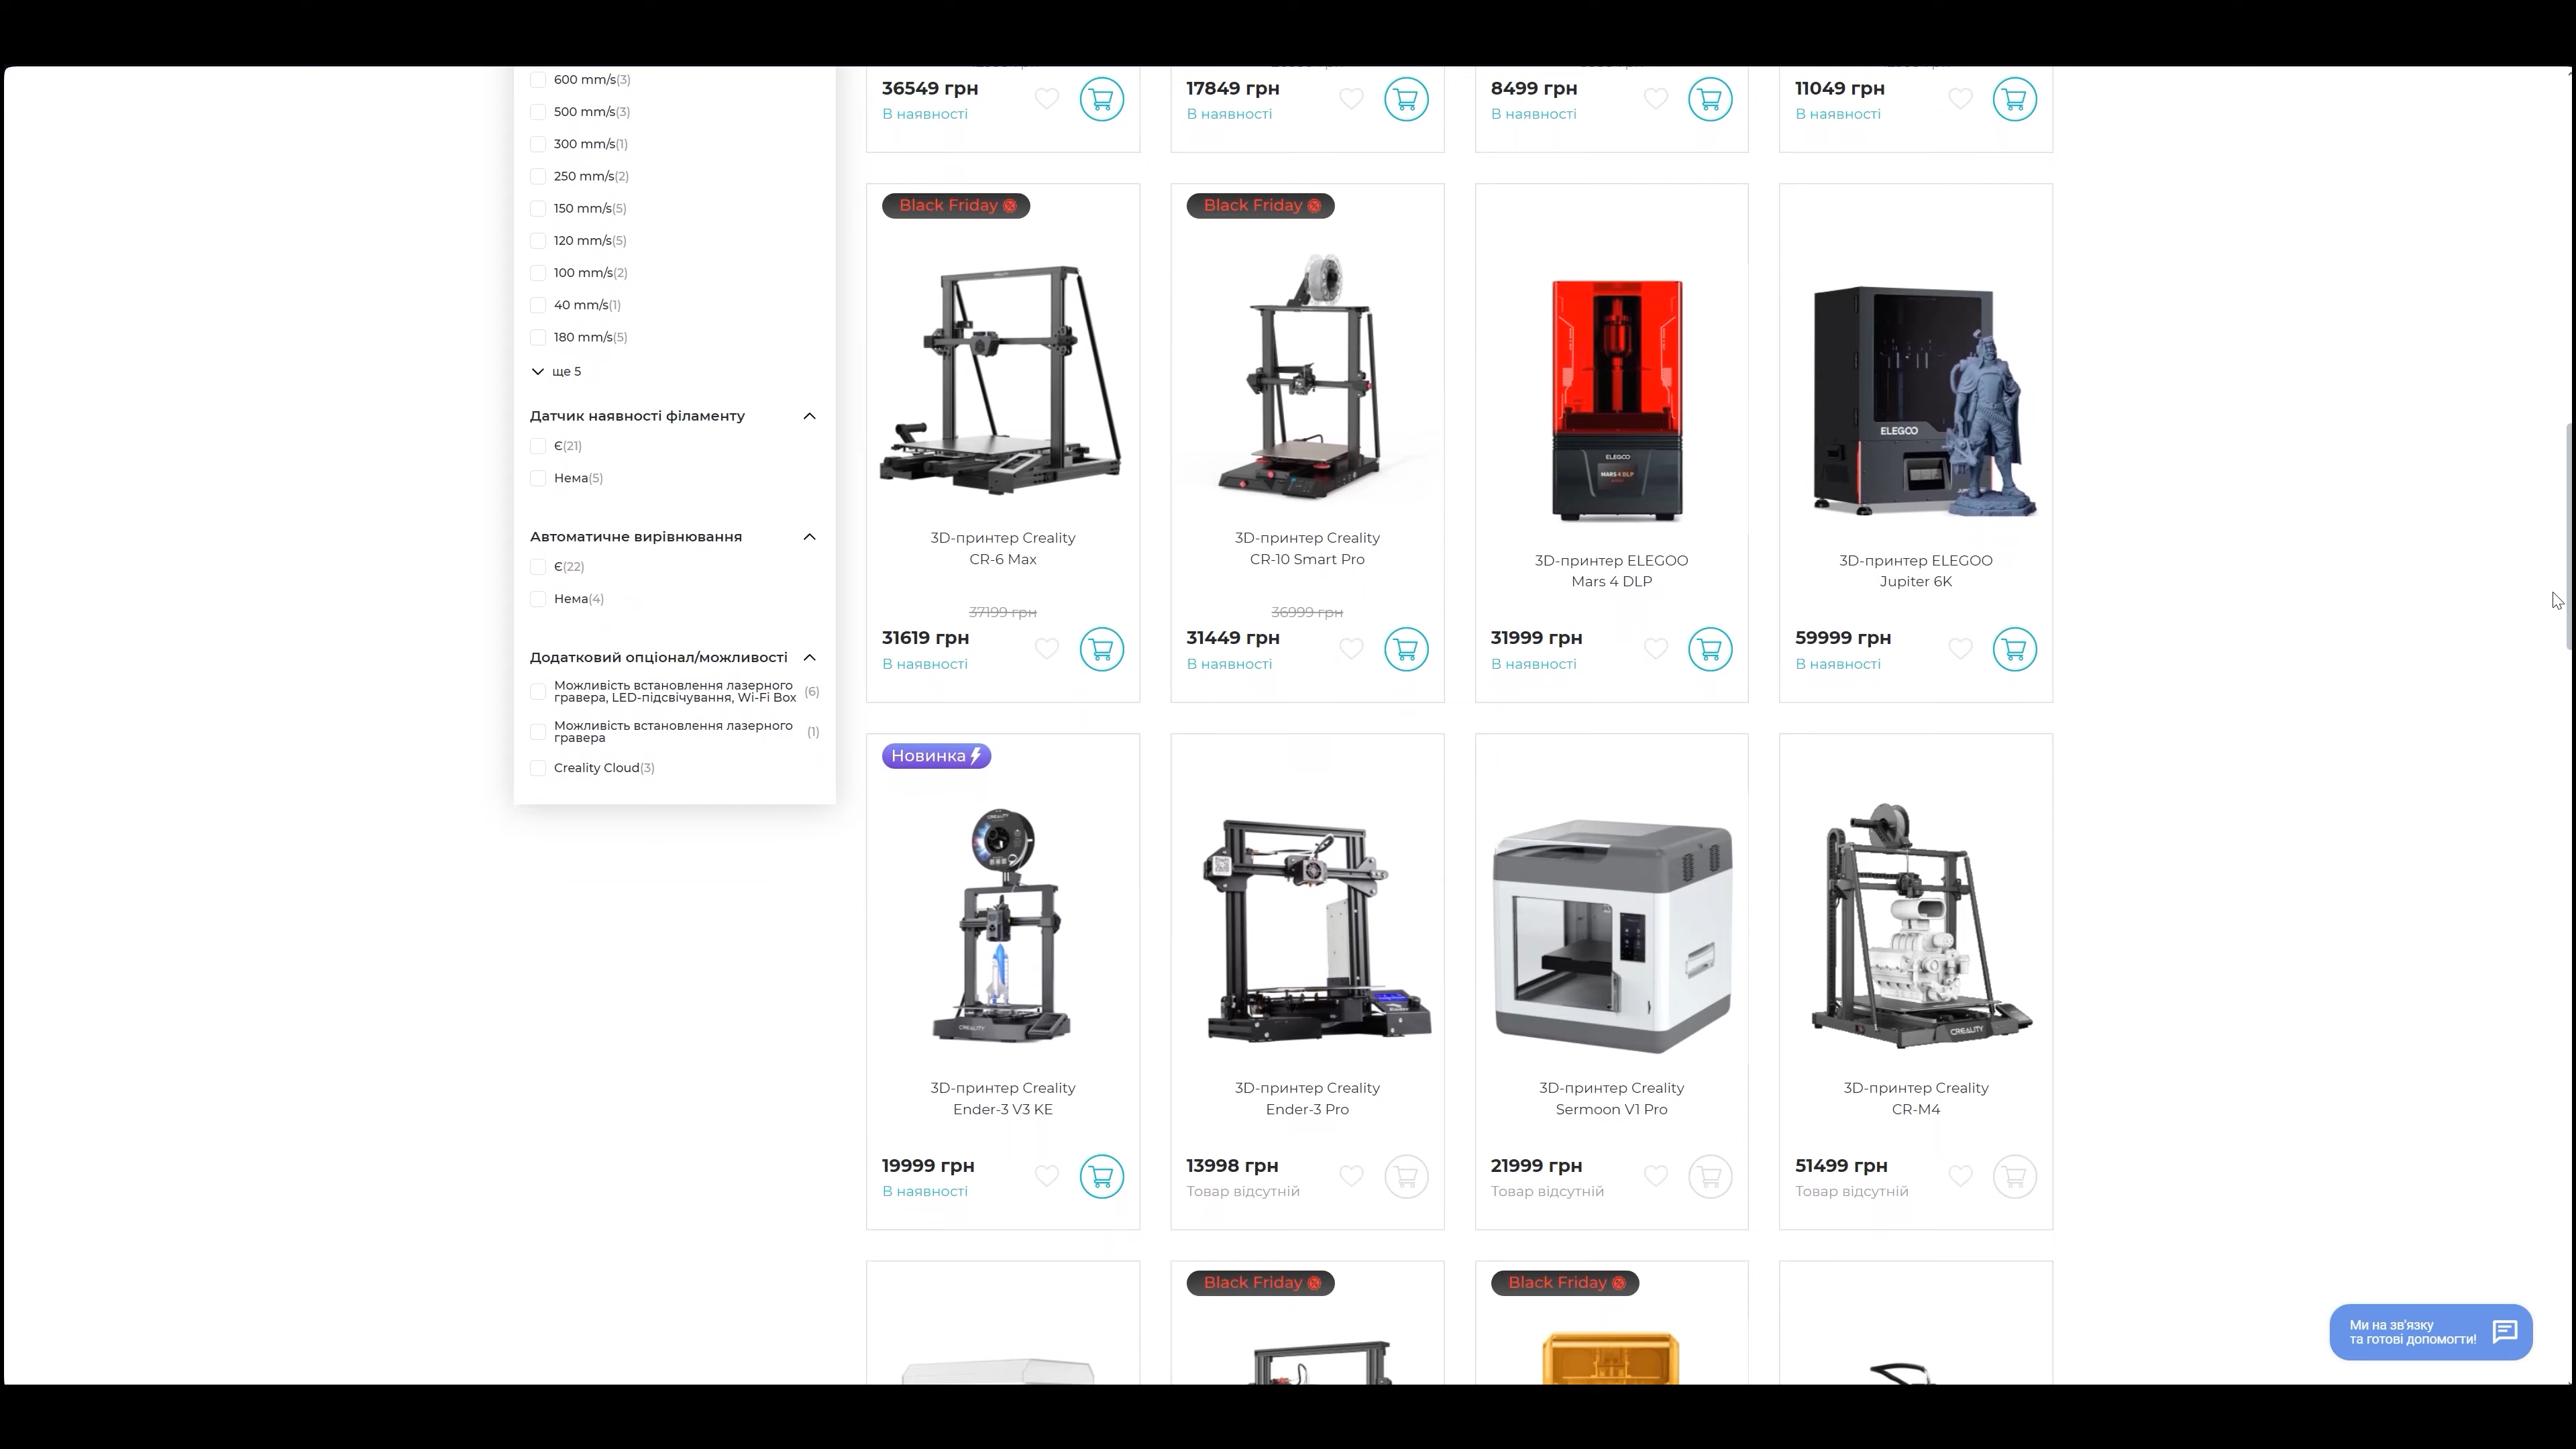 600 mm/s(3)
500 mm/s(3)
300 mm/s(1)
250 mm/s(2)
150 mm/s(5)
120 mm/s(5)
100 mm/s(2)
40 mm/s(1)
180 mm/s(5)
ще 5
Датчик наявності філаменту
Є(21)
Нема(5)
Автоматичне вирівнювання
Є(22)
Нема(4)
Додатковий опціонал/можливості
Можливість встановлення лазерного
гравера, LED-підсвічування, Wi-Fi Box (6)
Можливість встановлення лазерного
гравера (1)
Creality Cloud(3)
36549 грн
В наявності
17849 грн
В наявності
8499 грн
В наявності
11049 грн
В наявності
Black Friday
3D-принтер Creality
CR-6 Max
37199 грн
31619 грн
В наявності
Black Friday
3D-принтер Creality
CR-10 Smart Pro
36999 грн
31449 грн
В наявності
ELEGOO
MARS 4 DLP
3D-принтер ELEGOO
Mars 4 DLP
31999 грн
В наявності
ELEGOO
3D-принтер ELEGOO
Jupiter 6K
59999 грн
В наявності
Новинка
CREALITY
CREALITY
3D-принтер Creality
Ender-3 V3 KE
19999 грн
В наявності
3D-принтер Creality
Ender-3 Pro
13998 грн
Товар відсутній
3D-принтер Creality
Sermoon V1 Pro
21999 грн
Товар відсутній
CREALITY
3D-принтер Creality
CR-M4
51499 грн
Товар відсутній
Black Friday
Black Friday
Ми на зв'язку
та готові допомогти!